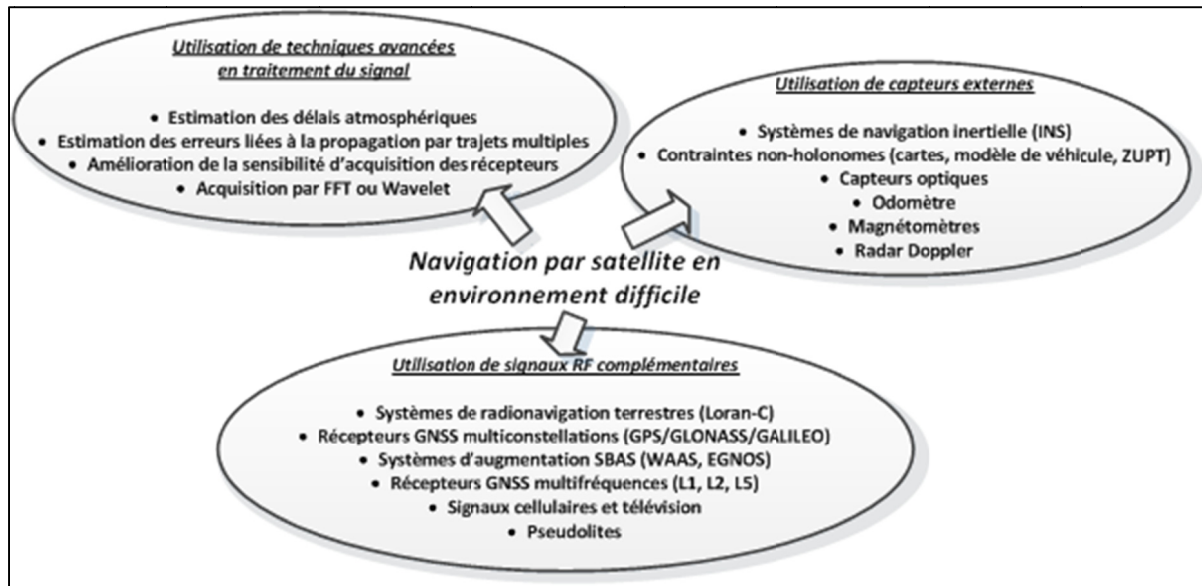 Utilisation de techniques avancées
en traitement du signal
• Estimation des délais atmosphériques
• Estimation des erreurs liées à la propagation par trajets multiples
• Amélioration de la sensibilité d'acquisition des récepteurs
• Acquisition par FFT ou Wavelet
Utilisation de capteurs externes
• Systèmes de navigation inertielle (INS)
• Contraintes non-holonomes (cartes, modèle de véhicule, ZUPT)
• Capteurs optiques
• Odomètre
• Magnétomètres
• Radar Doppler
Navigation par satellite en
environnement difficile
Utilisation de signaux RF complémentaires
• Systèmes de radionavigation terrestres (Loran-C)
• Récepteurs GNSS multiconstellations (GPS/GLONASS/GALILEO)
• Systèmes d'augmentation SBAS (WAAS, EGNOS)
• Récepteurs GNSS multifréquences (L1, L2, L5)
• Signaux cellulaires et télévision
• Pseudolites